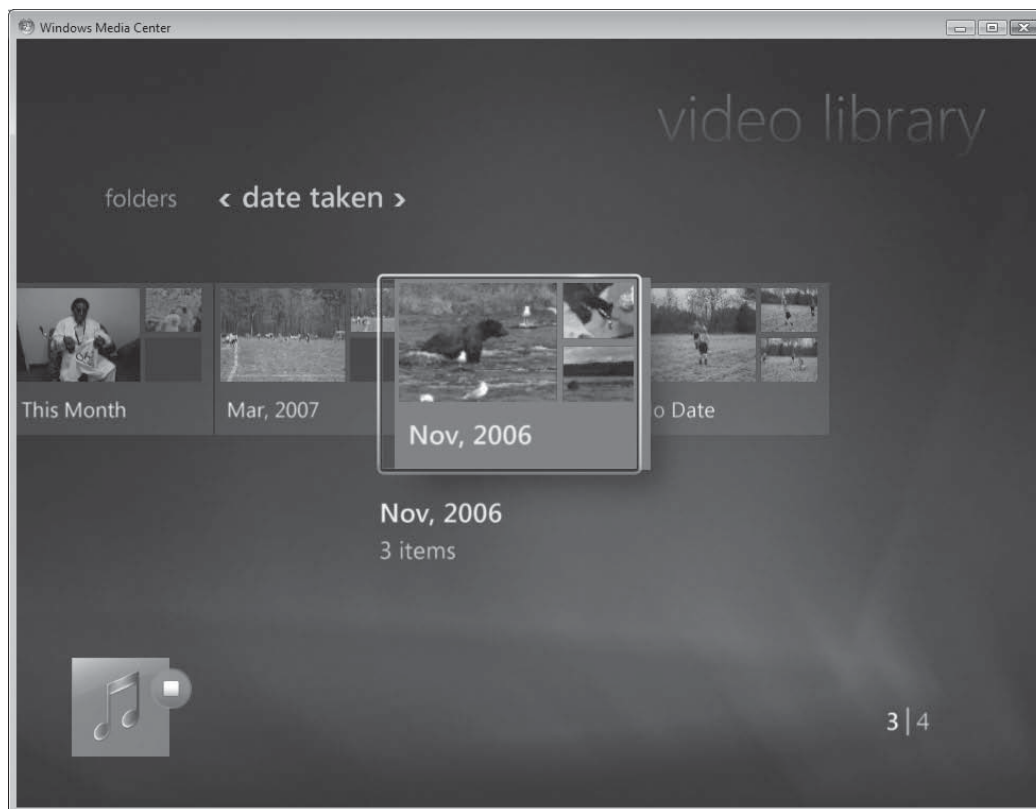 Windows Media Center
video library
folders < date taken >
This Month
Mar, 2007
Nov, 2006
o Date
Nov, 2006
3 items
3 | 4